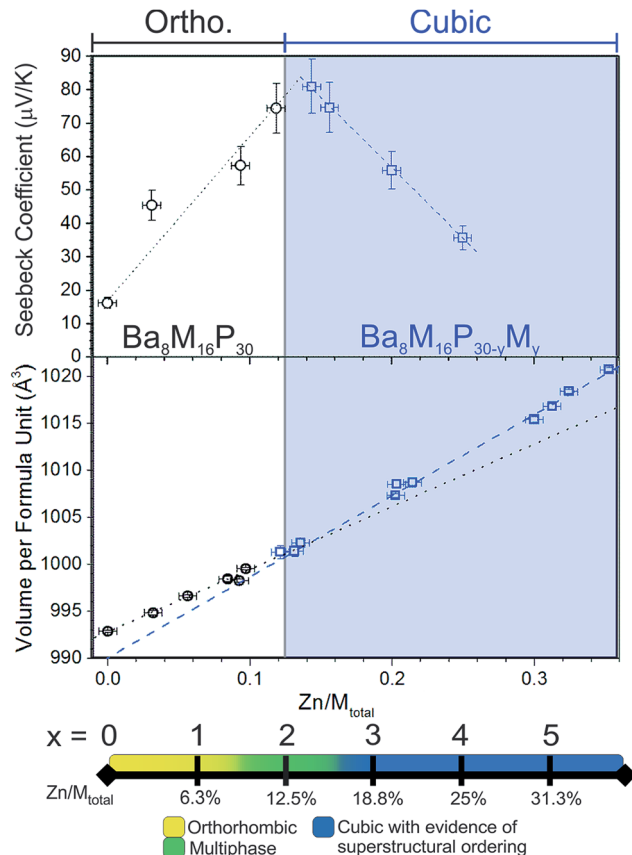 Ortho. Cubic
90
80
70
60
50
40
30
20
10
0
Seebeck Coefficient (μV/K)
Ba₈M₁₆P₃₀ Ba₈M₁₆P₃₀₋yMy
1020
1015
1010
1005
1000
995
990
Volume per Formula Unit (Å³)
0.0 0.1 0.2 0.3
Zn/Mtotal
x = 0 1 2 3 4 5
Zn/Mtotal 6.3% 12.5% 18.8% 25% 31.3%
Orthorhombic Cubic with evidence of
Multiphase superstructural ordering